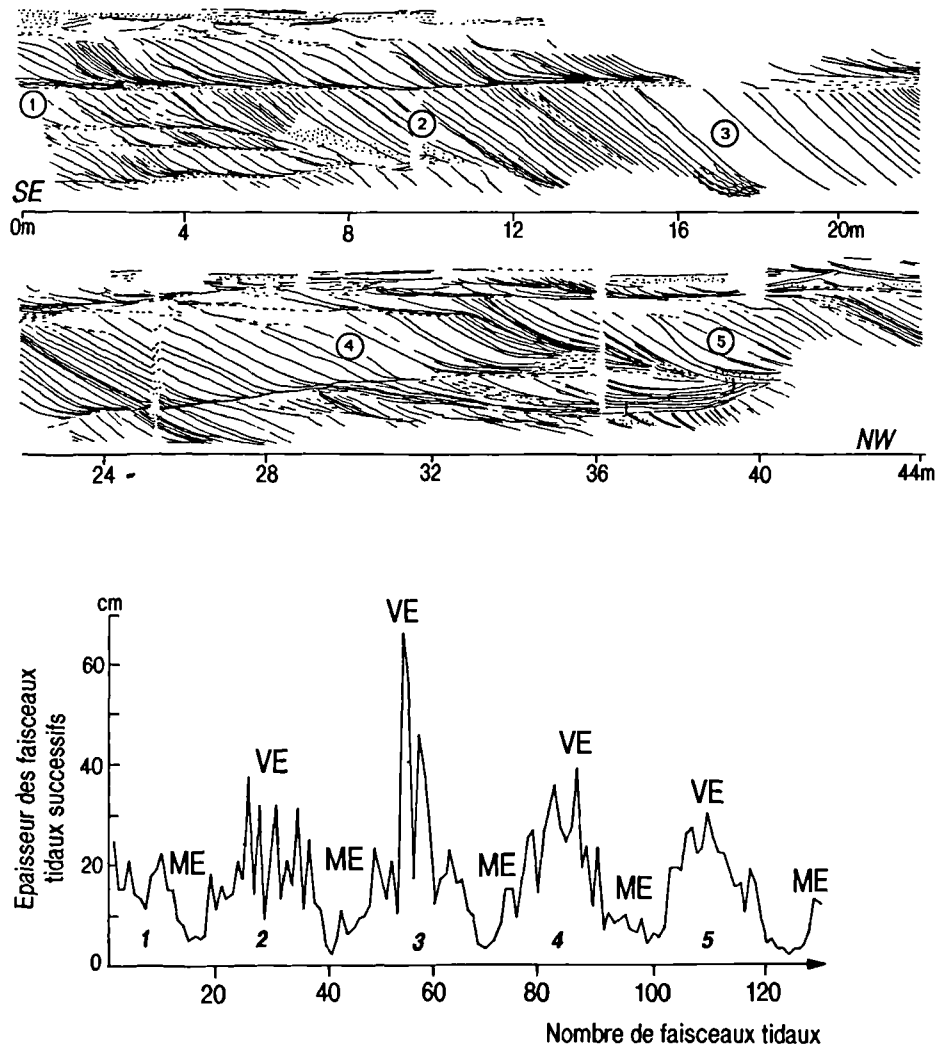 1
2
3
SE
0m 4 8 12 16 20m
4
5
NW
24 28 32 36 40 44m
cm
Epaisseur des faisceaux
tidaux successifs
60
40
20
0
VE
VE
VE
VE
ME
ME
ME
ME
ME
1 2 3 4 5
20 40 60 80 100 120
Nombre de faisceaux tidaux